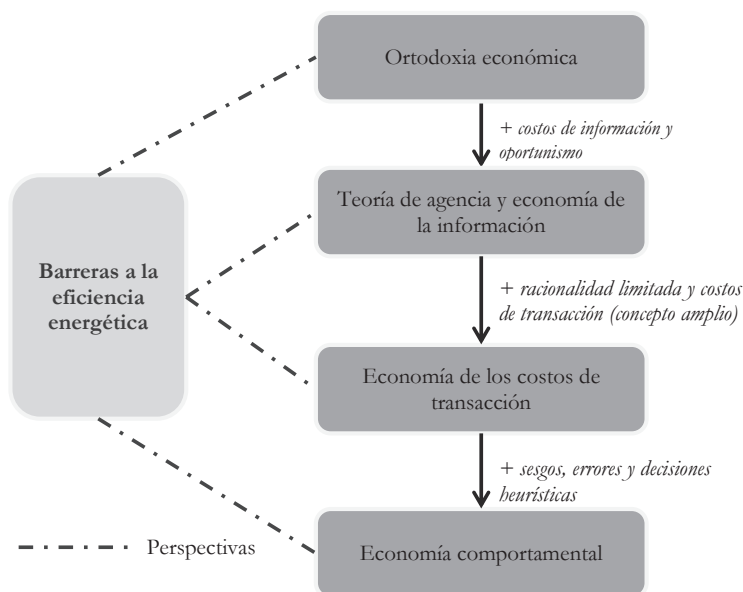 Ortodoxia económica
+ costos de información y
oportunismo
Teoría de agencia y economía de
la información
Barreras a la
eficiencia
energética
+ racionalidad limitada y costos
de transacción (concepto amplio)
Economía de los costos de
transacción
+ sesgos, errores y decisiones
heurísticas
Perspectivas
Economía comportamental